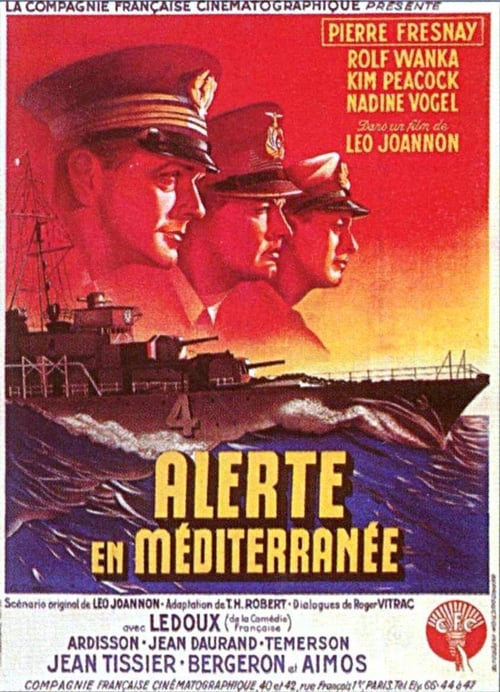 LA COMPAGNIE FRANÇAISE CINÉMATOGRAPHIQUE PRÉSENTE
PIERRE FRESNAY
ROLF WANKA
KIM PEACOCK
NADINE VOGEL
Dans un film de
LEO JOANNON
4
ALERTE
EN MÉDITERRANÉE
Scénario original de LEO JOANNON · Adaptation de T.H. ROBERT · Dialogues de Roger VITRAC
avec LEDOUX (de la Comédie Française)
ARDISSON · JEAN DAURAND · TEMERSON
JEAN TISSIER · BERGERON et AIMOS
CFC
COMPAGNIE FRANÇAISE CINÉMATOGRAPHIQUE, 40 et 42, rue François 1er, PARIS. Tel Ely. 66-44 à 47